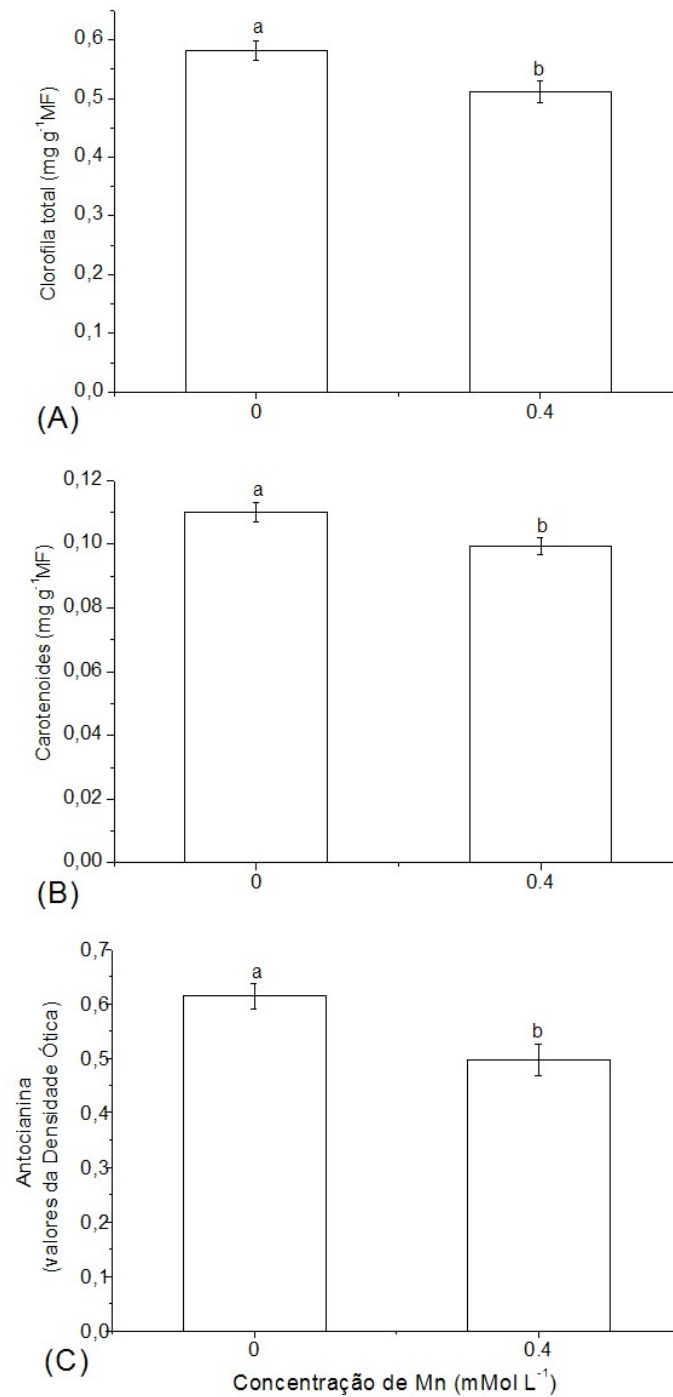 a
b
0,6
0,5
0,4
0,3
0,2
0,1
0,0
Clorofila total (mg g⁻¹MF)
0
0.4
(A)
a
b
0,12
0,10
0,08
0,06
0,04
0,02
0,00
Carotenoides (mg g⁻¹MF)
0
0.4
(B)
a
b
0,7
0,6
0,5
0,4
0,3
0,2
0,1
0,0
Antocianina
(valores da Densidade Ótica)
0
0.4
(C)
Concentração de Mn (mMol L⁻¹)